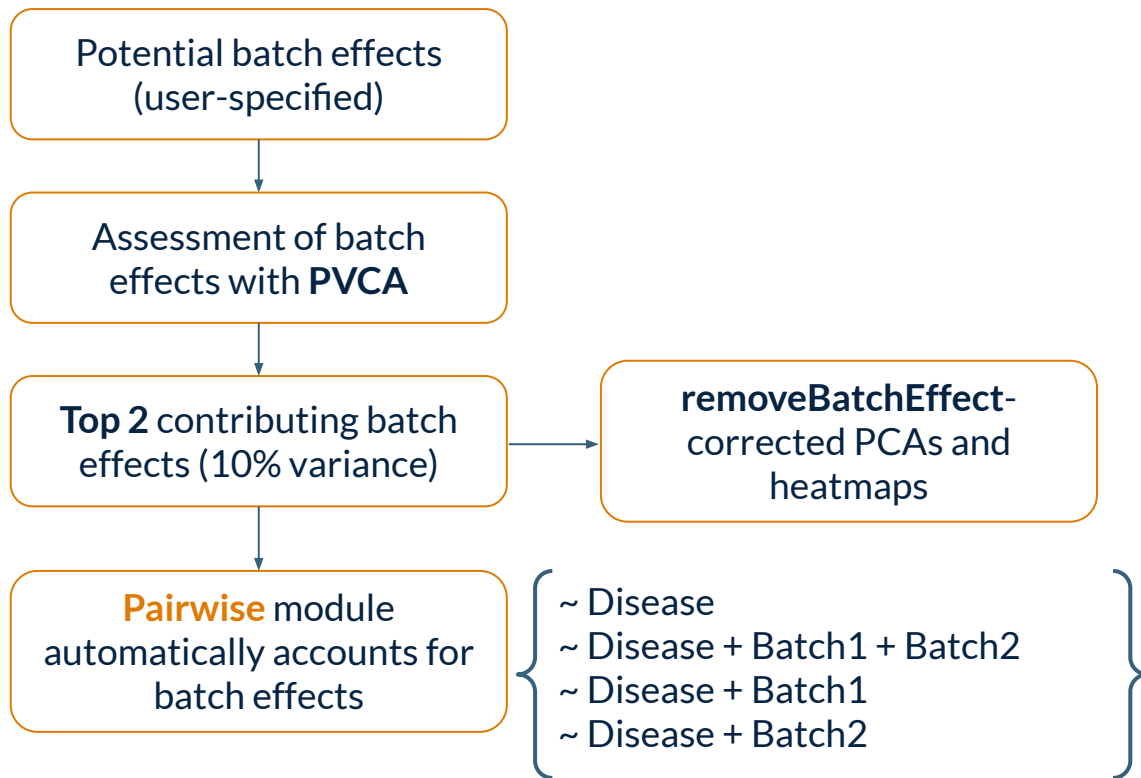 Potential batch effects
(user-specified)
Assessment of batch
effects with PVCA
Top 2 contributing batch
effects (10% variance)
removeBatchEffect-
corrected PCAs and
heatmaps
Pairwise module
automatically accounts for
batch effects
~ Disease
~ Disease + Batch1 + Batch2
~ Disease + Batch1
~ Disease + Batch2